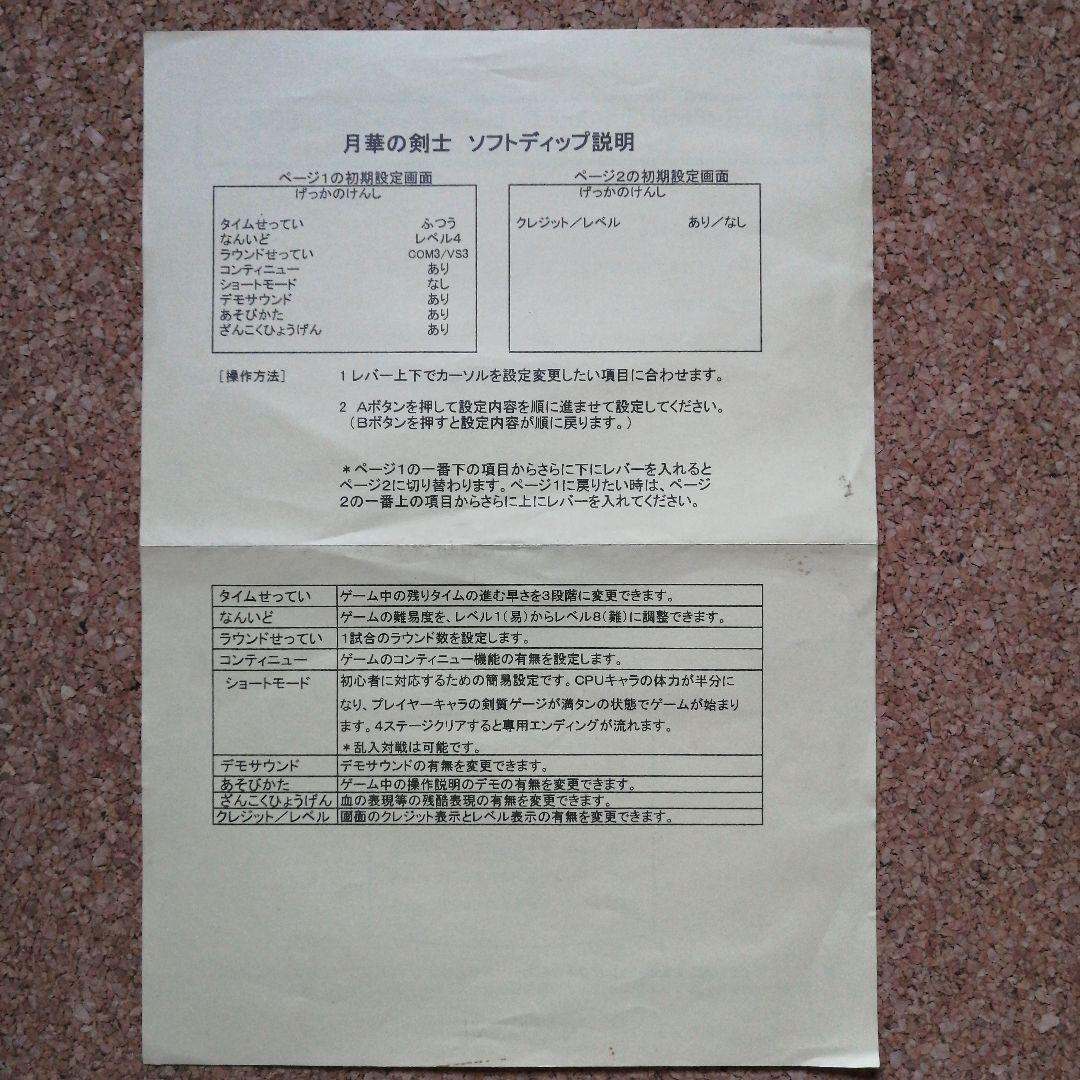 月華の剣士　ソフトディップ説明
ページ1の初期設定画面
げっかのけんし
タイムせってい　ふつう
なんいど　レベル4
ラウンドせってい　COM3/VS3
コンティニュー　あり
ショートモード　なし
デモサウンド　あり
あそびかた　あり
ざんこくひょうげん　あり
ページ2の初期設定画面
げっかのけんし
クレジット／レベル　あり／なし
［操作方法］　1 レバー上下でカーソルを設定変更したい項目に合わせます。
2　Aボタンを押して設定内容を順に進ませて設定してください。
（Bボタンを押すと設定内容が順に戻ります。）
＊ページ1の一番下の項目からさらに下にレバーを入れると
ページ2に切り替わります。ページ1に戻りたい時は、ページ
2の一番上の項目からさらに上にレバーを入れてください。
タイムせってい　ゲーム中の残りタイムの進む早さを3段階に変更できます。
なんいど　ゲームの難易度を、レベル1（易）からレベル8（難）に調整できます。
ラウンドせってい　1試合のラウンド数を設定します。
コンティニュー　ゲームのコンティニュー機能の有無を設定します。
ショートモード　初心者に対応するための簡易設定です。CPUキャラの体力が半分に
なり、プレイヤーキャラの剣質ゲージが満タンの状態でゲームが始まり
ます。4ステージクリアすると専用エンディングが流れます。
＊乱入対戦は可能です。
デモサウンド　デモサウンドの有無を変更できます。
あそびかた　ゲーム中の操作説明のデモの有無を変更できます。
ざんこくひょうげん　血の表現等の残酷表現の有無を変更できます。
クレジット／レベル　画面のクレジット表示とレベル表示の有無を変更できます。